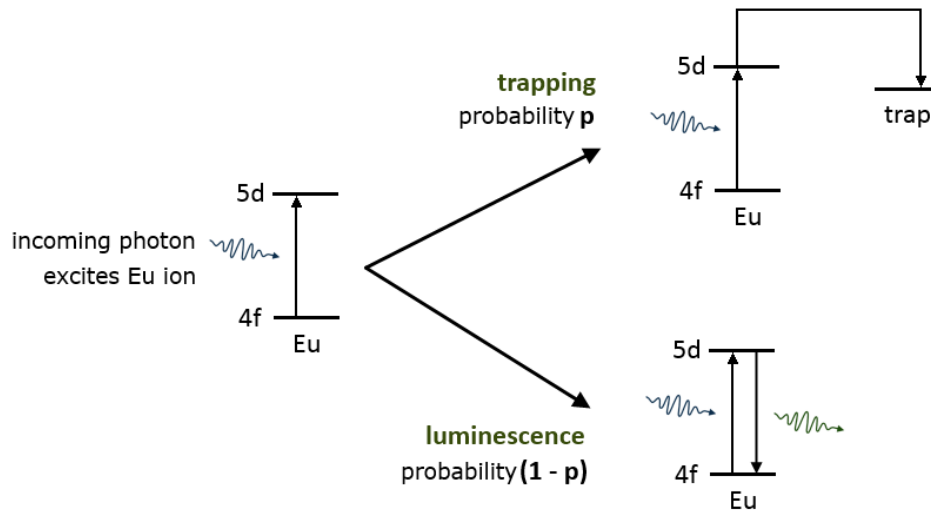 5d
trapping
probability p
trap
4f
Eu
5d
incoming photon
excites Eu ion
4f
Eu
5d
luminescence
probability (1 - p)
4f
Eu